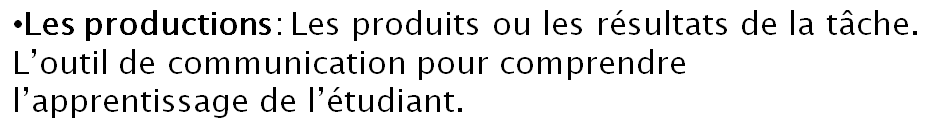 •Les productions: Les produits ou les résultats de la tâche.
L’outil de communication pour comprendre
l’apprentissage de l’étudiant.